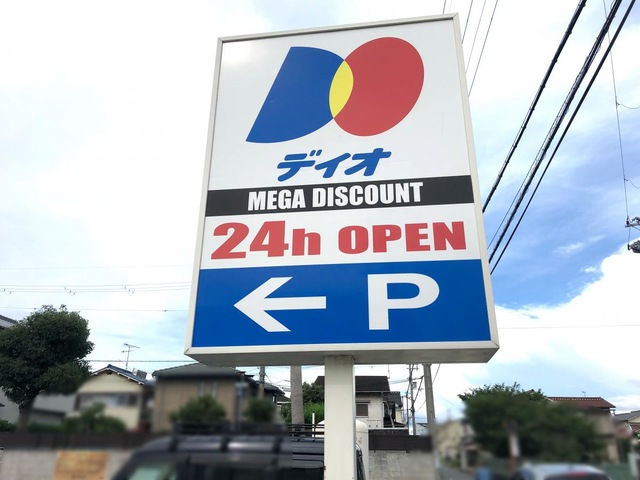 ディオ
MEGA DISCOUNT
24h OPEN
← P